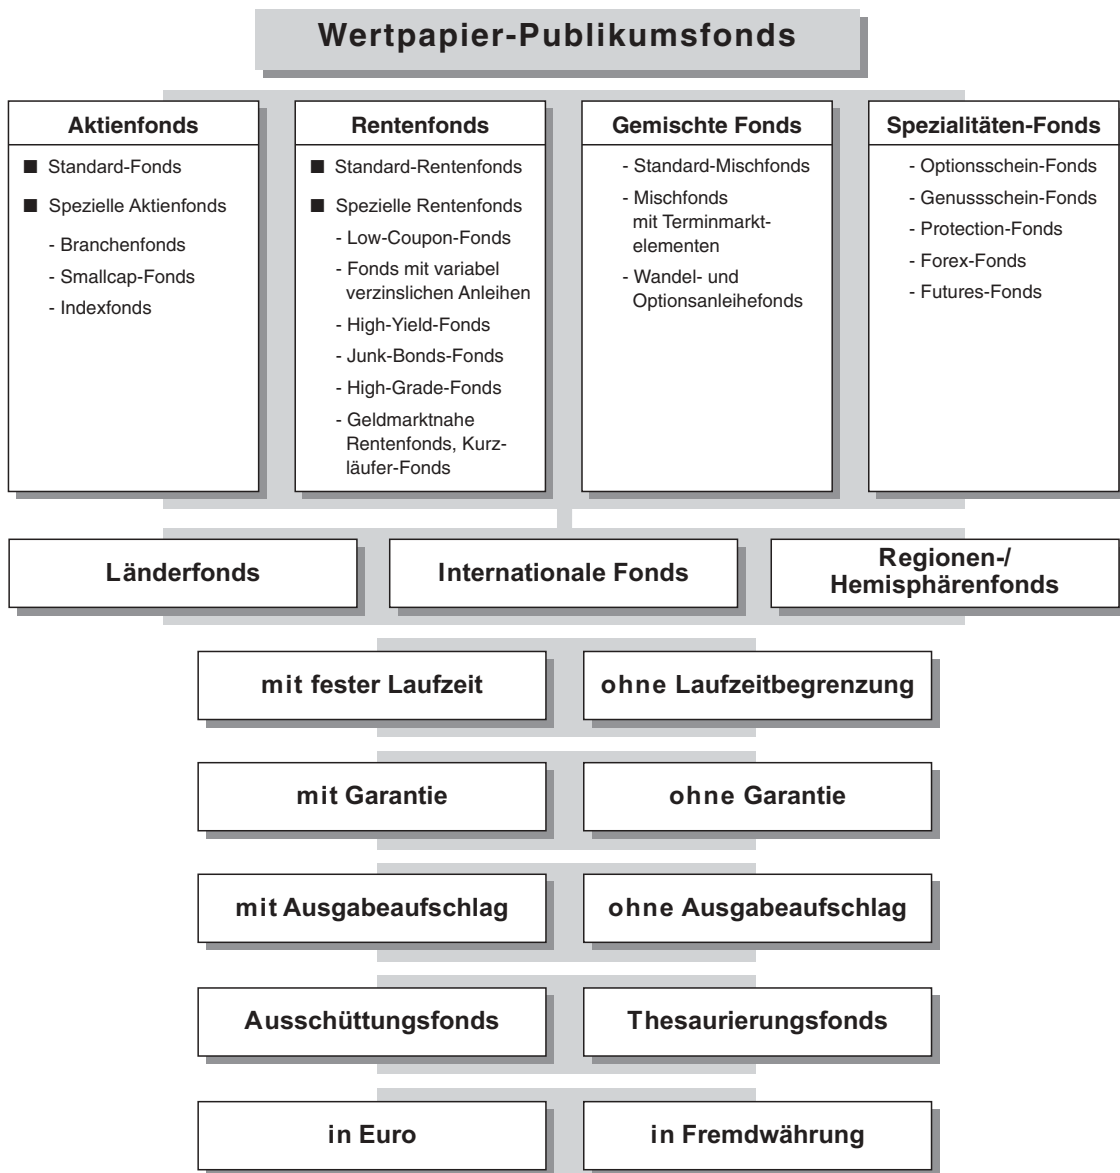 Wertpapier-Publikumsfonds
Aktienfonds
■ Standard-Fonds
■ Spezielle Aktienfonds
- Branchenfonds
- Smallcap-Fonds
- Indexfonds
Rentenfonds
■ Standard-Rentenfonds
■ Spezielle Rentenfonds
- Low-Coupon-Fonds
- Fonds mit variabel
verzinslichen Anleihen
- High-Yield-Fonds
- Junk-Bonds-Fonds
- High-Grade-Fonds
- Geldmarktnahe
Rentenfonds, Kurz-
läufer-Fonds
Gemischte Fonds
- Standard-Mischfonds
- Mischfonds
mit Terminmarkt-
elementen
- Wandel- und
Optionsanleihefonds
Spezialitäten-Fonds
- Optionsschein-Fonds
- Genussschein-Fonds
- Protection-Fonds
- Forex-Fonds
- Futures-Fonds
Länderfonds
Internationale Fonds
Regionen-/
Hemisphärenfonds
mit fester Laufzeit
ohne Laufzeitbegrenzung
mit Garantie
ohne Garantie
mit Ausgabeaufschlag
ohne Ausgabeaufschlag
Ausschüttungsfonds
Thesaurierungsfonds
in Euro
in Fremdwährung